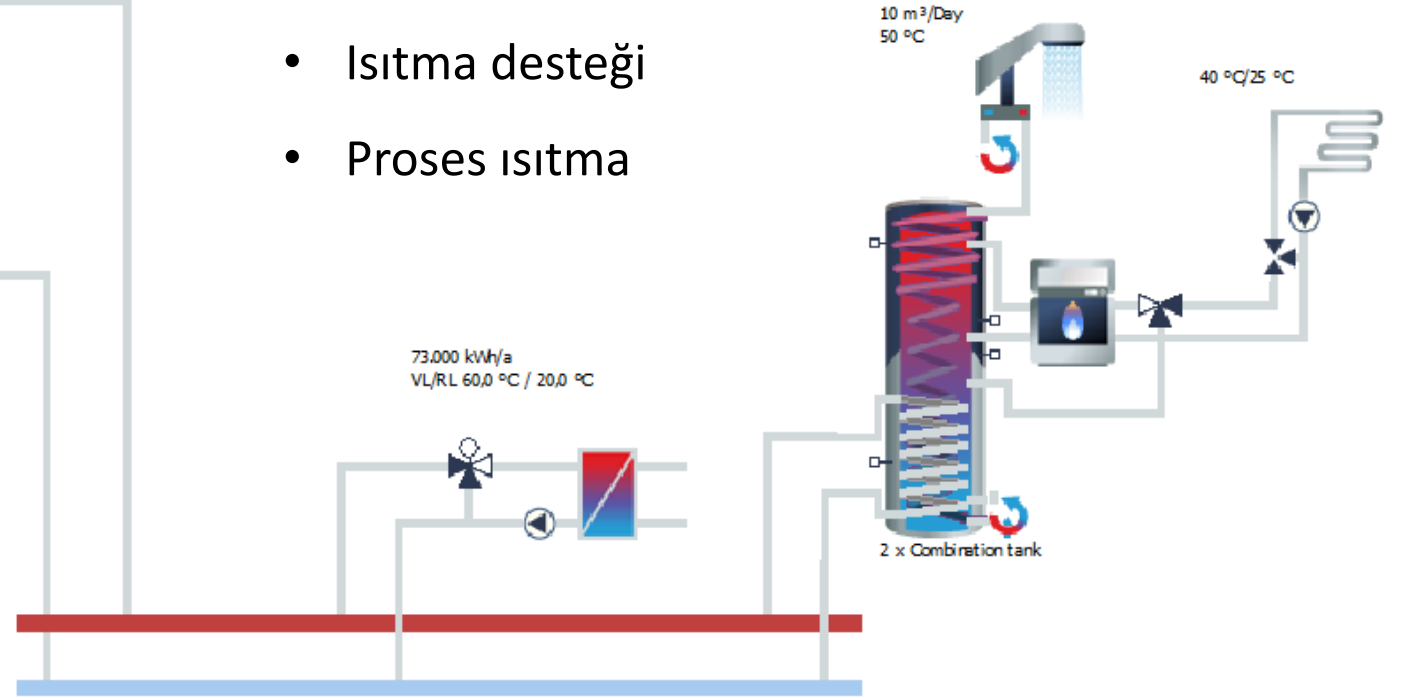 10 m³/Day
50 °C
• Isıtma desteği
40 °C/25 °C
• Proses ısıtma
73.000 kWh/a
VL/RL 60,0 °C / 20,0 °C
2 x Combination tank